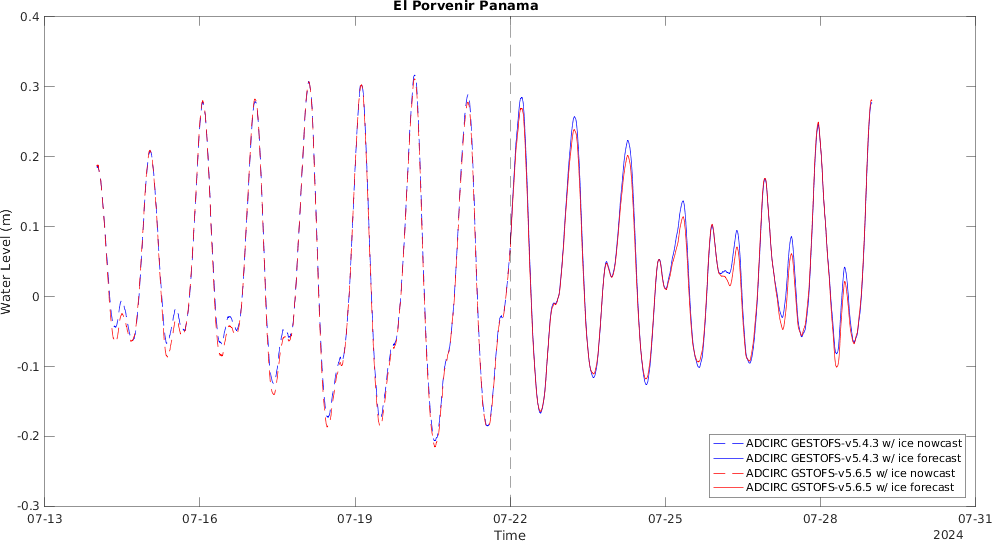 El Porvenir Panama
0.4
0.3
0.2
0.1
0
-0.1
-0.2
-0.3
Water Level (m)
07-13
07-16
07-19
07-22
07-25
07-28
07-31
Time
2024
ADCIRC GESTOFS-v5.4.3 w/ ice nowcast
ADCIRC GESTOFS-v5.4.3 w/ ice forecast
ADCIRC GSTOFS-v5.6.5 w/ ice nowcast
ADCIRC GSTOFS-v5.6.5 w/ ice forecast